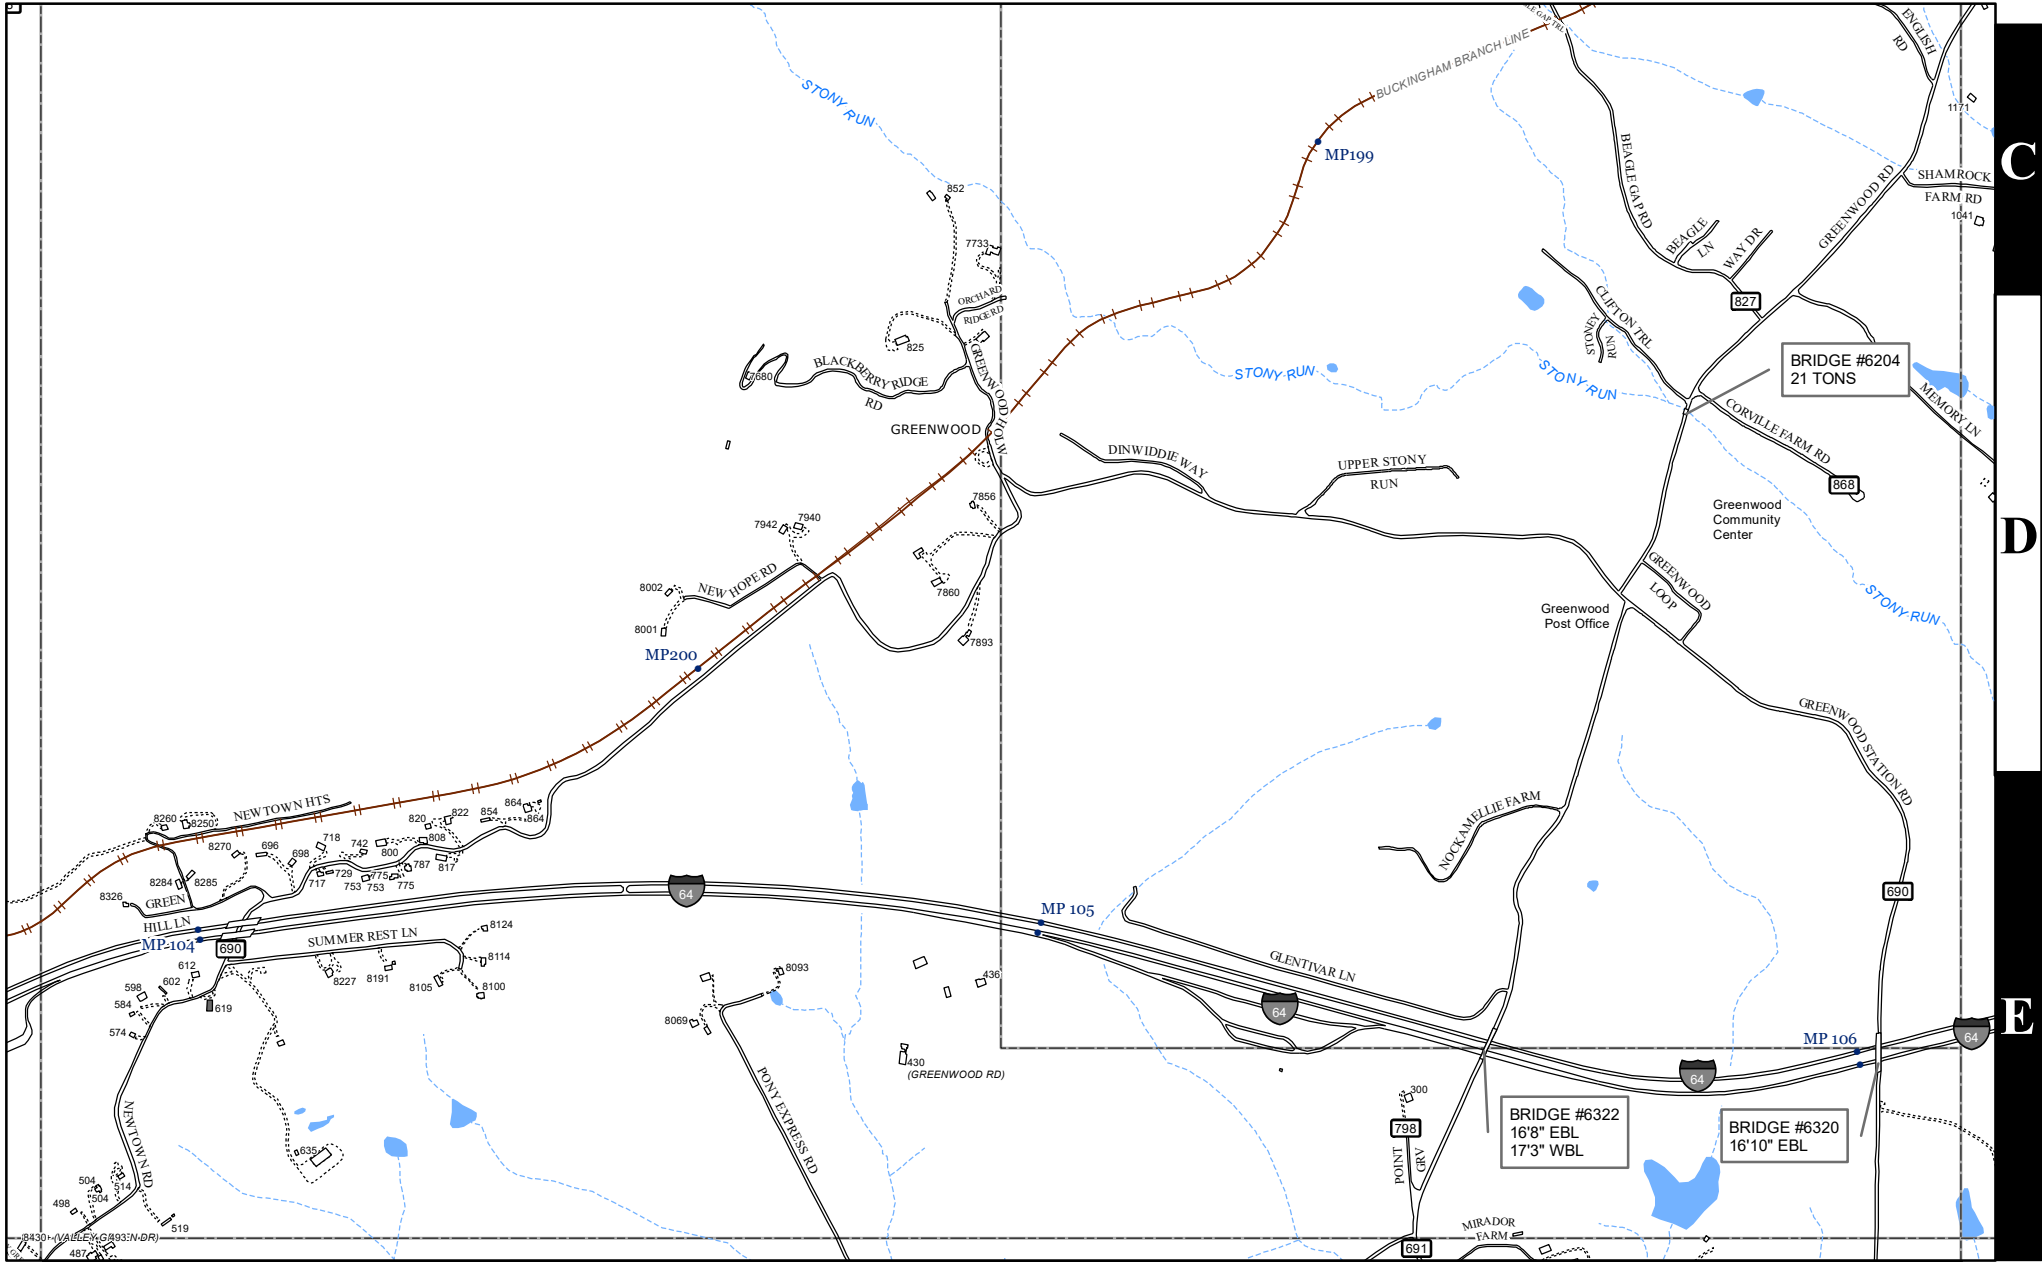 ENGLISH
RD
BUCKINGHAM BRANCH LINE
STONY RUN
1171
C
MP199
BEAGLE GAP RD
SHAMROCK
FARM RD
1041
GREENWOOD RD
852
7733
BEAGLE
LN
WAY DR
ORCHARD
RIDGE RD
827
CLIFTON TRL
STONEY
RUN
825
BLACKBERRY RIDGE
RD
7680
GREENWOOD HOLW
STONY RUN
STONY RUN
BRIDGE #6204
21 TONS
MEMORY LN
CORVILLE FARM RD
868
GREENWOOD
DINWIDDIE WAY
UPPER STONY
RUN
7856
7942
7940
Greenwood
Community
Center
D
NEW HOPE RD
8002
8001
7860
7893
GREENWOOD
LOOP
Greenwood
Post Office
STONY RUN
MP200
GREENWOOD STATION RD
NEWTOWN HTS
8260
8250
8270
696
698
718
742
800
820
822
808
854
864
864
717
729
753
753
775
775
787
817
NOCKAMELLIE FARM
8284
8285
8326
GREEN
HILL LN
64
690
MP 105
MP 104
690
SUMMER REST LN
8124
8114
8100
8105
8191
8227
612
602
598
584
574
619
GLENTIVAR LN
8093
8069
436
430
(GREENWOOD RD)
64
E
MP 106
64
64
NEWTOWN RD
PONY EXPRESS RD
300
798
POINT
GRV
BRIDGE #6322
16'8" EBL
17'3" WBL
BRIDGE #6320
16'10" EBL
635
504
504
514
498
519
487
MIRADOR
FARM
691